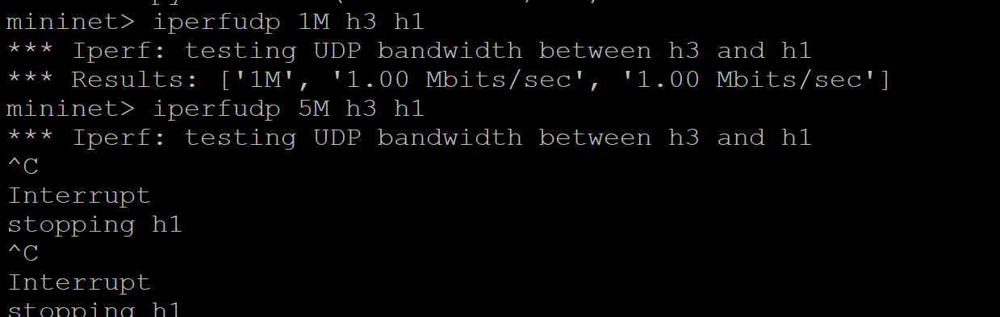 mininet> iperfudp 1M h3 h1
*** Iperf: testing UDP bandwidth between h3 and h1
*** Results: ['1M', '1.00 Mbits/sec', '1.00 Mbits/sec']
mininet> iperfudp 5M h3 h1
*** Iperf: testing UDP bandwidth between h3 and h1
^C
Interrupt
stopping h1
^C
Interrupt
stopping h1